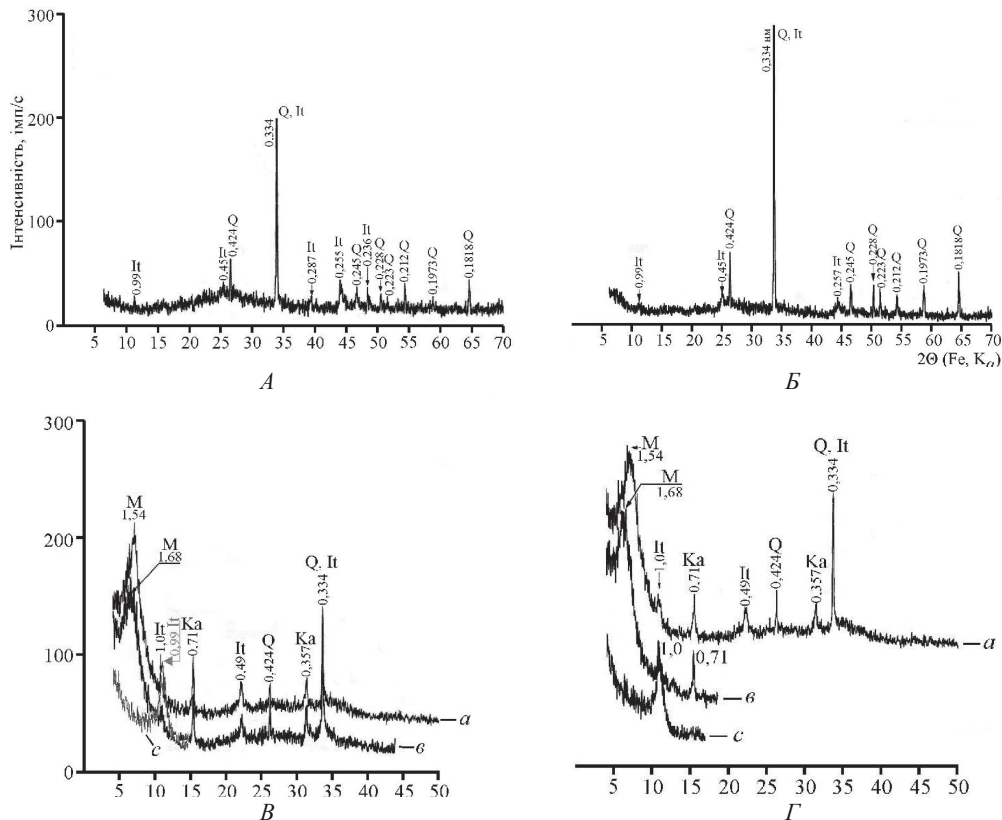 300
200
100
0
Інтенсивність, імп/с
0,99 It
0,45 It
0,424 Q
0,334
Q, It
0,287 It
0,255 It
0,245 Q
0,236 It
0,228 Q
0,223 Q
0,212 Q
0,1973 Q
0,1818 Q
5 10 15 20 25 30 35 40 45 50 55 60 65 70
А
0,99 It
0,45 It
0,424 Q
0,334 нм
Q, It
0,257 It
0,245 Q
0,228 Q
0,223 Q
0,212 Q
0,1973 Q
0,1818 Q
5 10 15 20 25 30 35 40 45 50 55 60 65 70
2Θ (Fe, Kα)
Б
300
200
100
0
M
1,54
M
1,68
It
1,0
0,99 It
Ka
0,71
It
0,49
0,424 Q
Ka
0,357
Q, It
0,334
а
в
с
5 10 15 20 25 30 35 40 45 50
В
M
1,54
M
1,68
It
1,0
Ka
0,71
It
0,49
Q
0,424
Ka
0,357
Q, It
0,334
а
1,0
0,71
в
с
5 10 15 20 25 30 35 40 45 50
Г